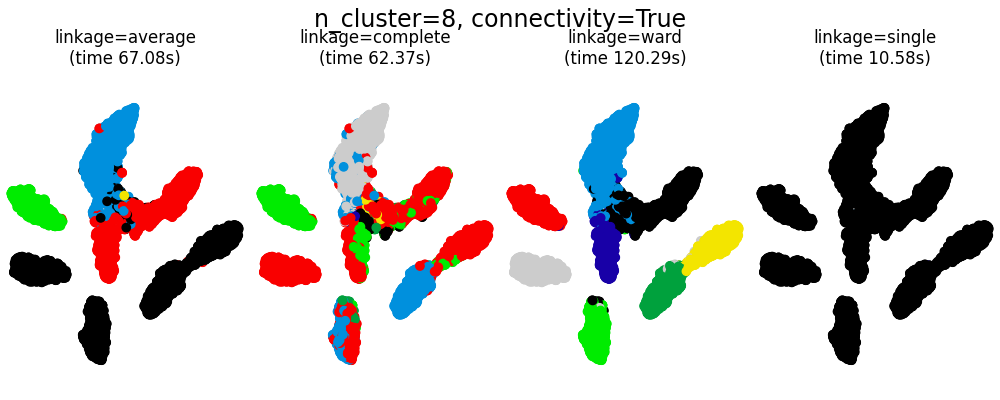 n_cluster=8, connectivity=True
linkage=average
(time 67.08s)
linkage=complete
(time 62.37s)
linkage=ward
(time 120.29s)
linkage=single
(time 10.58s)